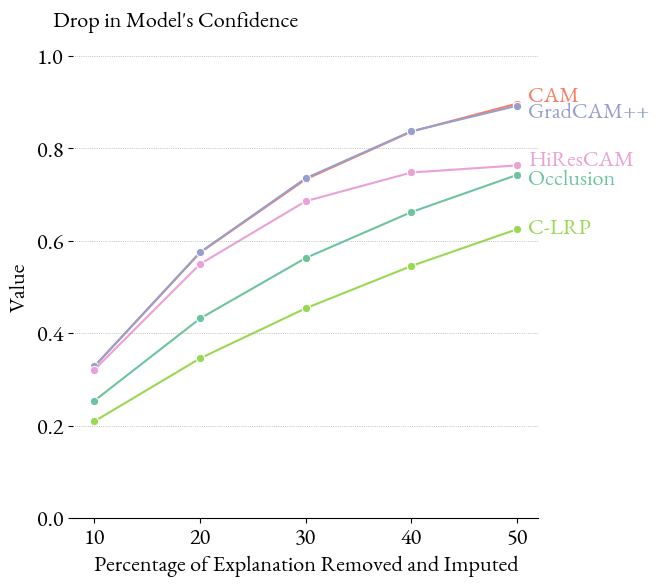 Drop in Model's Confidence
1.0
0.8
0.6
0.4
0.2
0.0
Value
CAM
GradCAM++
HiResCAM
Occlusion
C-LRP
10 20 30 40 50
Percentage of Explanation Removed and Imputed